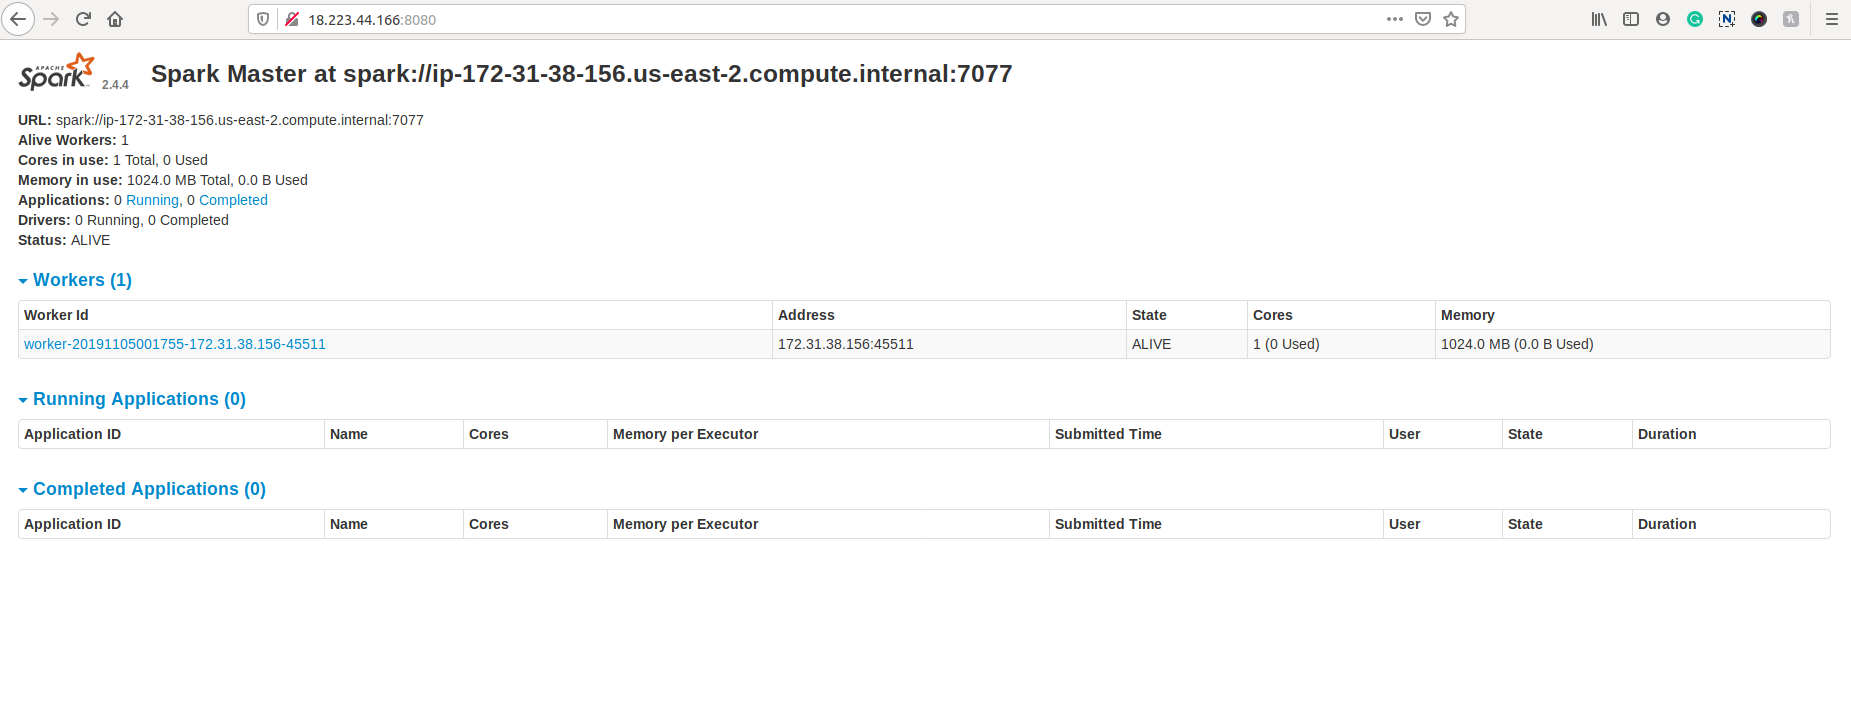 18.223.44.166:8080
APACHE
Spark 2.4.4 Spark Master at spark://ip-172-31-38-156.us-east-2.compute.internal:7077
URL: spark://ip-172-31-38-156.us-east-2.compute.internal:7077
Alive Workers: 1
Cores in use: 1 Total, 0 Used
Memory in use: 1024.0 MB Total, 0.0 B Used
Applications: 0 Running, 0 Completed
Drivers: 0 Running, 0 Completed
Status: ALIVE
Workers (1)
Worker Id Address State Cores Memory
worker-20191105001755-172.31.38.156-45511 172.31.38.156:45511 ALIVE 1 (0 Used) 1024.0 MB (0.0 B Used)
Running Applications (0)
Application ID Name Cores Memory per Executor Submitted Time User State Duration
Completed Applications (0)
Application ID Name Cores Memory per Executor Submitted Time User State Duration